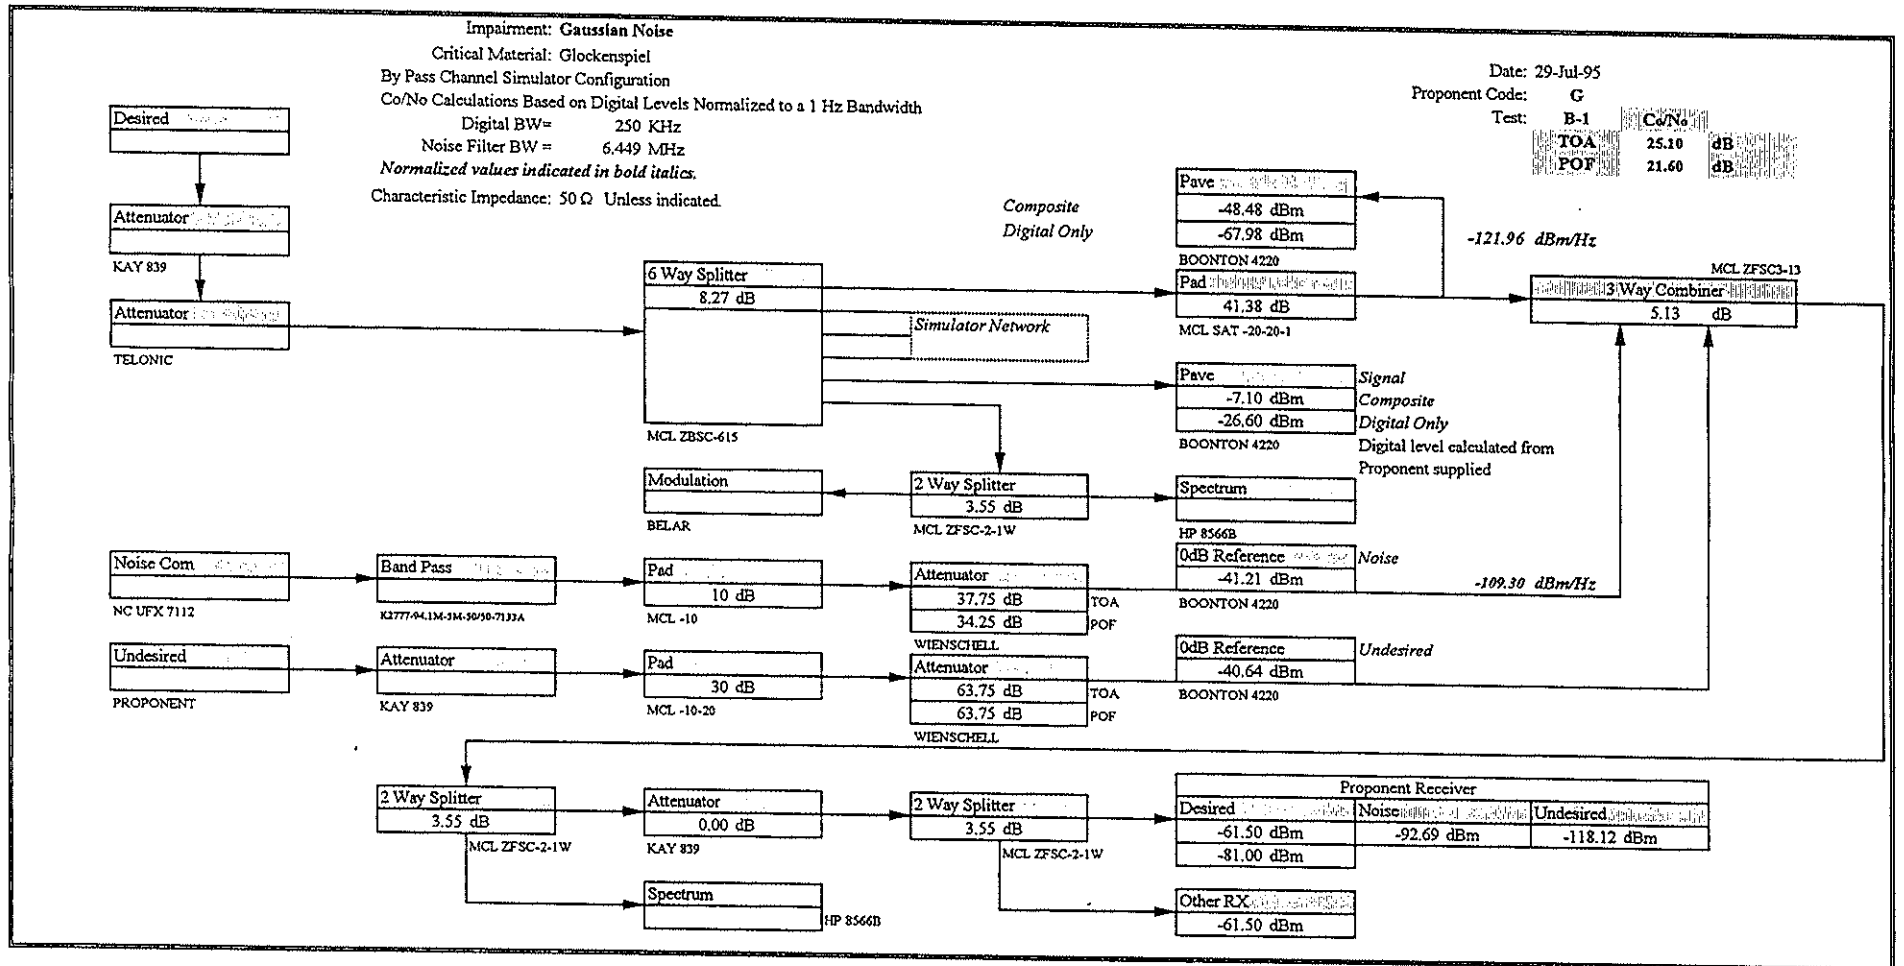 Impairment: Gaussian Noise
Critical Material: Glockenspiel
By Pass Channel Simulator Configuration
Co/No Calculations Based on Digital Levels Normalized to a 1 Hz Bandwidth
Digital BW= 250 KHz
Noise Filter BW = 6.449 MHz
Normalized values indicated in bold italics.
Characteristic Impedance: 50 Ω Unless indicated.
Date: 29-Jul-95
Proponent Code: G
Test: B-1 Co/No
TOA 25.10 dB
POF 21.60 dB
Desired
Attenuator
KAY 839
Attenuator
TELONIC
6 Way Splitter
8.27 dB
MCL ZBSC-615
Simulator Network
Composite
Digital Only
Pave
-48.48 dBm
-67.98 dBm
BOONTON 4220
-121.96 dBm/Hz
Pad
41.38 dB
MCL SAT -20-20-1
MCL ZFSC3-13
3 Way Combiner
5.13 dB
Pave
-7.10 dBm
-26.60 dBm
BOONTON 4220
Signal
Composite
Digital Only
Digital level calculated from
Proponent supplied
Modulation
BELAR
2 Way Splitter
3.55 dB
MCL ZFSC-2-1W
Spectrum
HP 8566B
Noise Com
NC UFX 7112
Band Pass
K2777-94.1M-5M-50/50-7133A
Pad
10 dB
MCL -10
Attenuator
37.75 dB TOA
34.25 dB POF
WIENSCHELL
0dB Reference
-41.21 dBm
BOONTON 4220
Noise
-109.30 dBm/Hz
Undesired
PROPONENT
Attenuator
KAY 839
Pad
30 dB
MCL -10-20
Attenuator
63.75 dB TOA
63.75 dB POF
WIENSCHELL
0dB Reference
-40.64 dBm
BOONTON 4220
Undesired
2 Way Splitter
3.55 dB
MCL ZFSC-2-1W
Attenuator
0.00 dB
KAY 839
2 Way Splitter
3.55 dB
MCL ZFSC-2-1W
Proponent Receiver
Desired Noise Undesired
-61.50 dBm -92.69 dBm -118.12 dBm
-81.00 dBm
Spectrum
HP 8566B
Other RX
-61.50 dBm